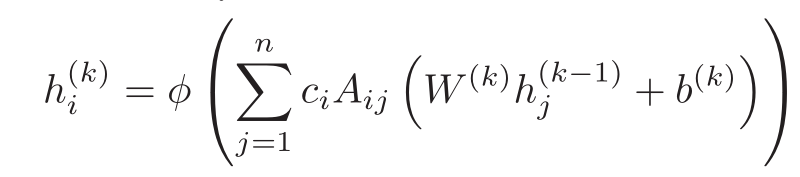 h_i^{(k)} = \phi \left( \sum_{j=1}^{n} c_i A_{ij} \left( W^{(k)} h_j^{(k-1)} + b^{(k)} \right) \right)